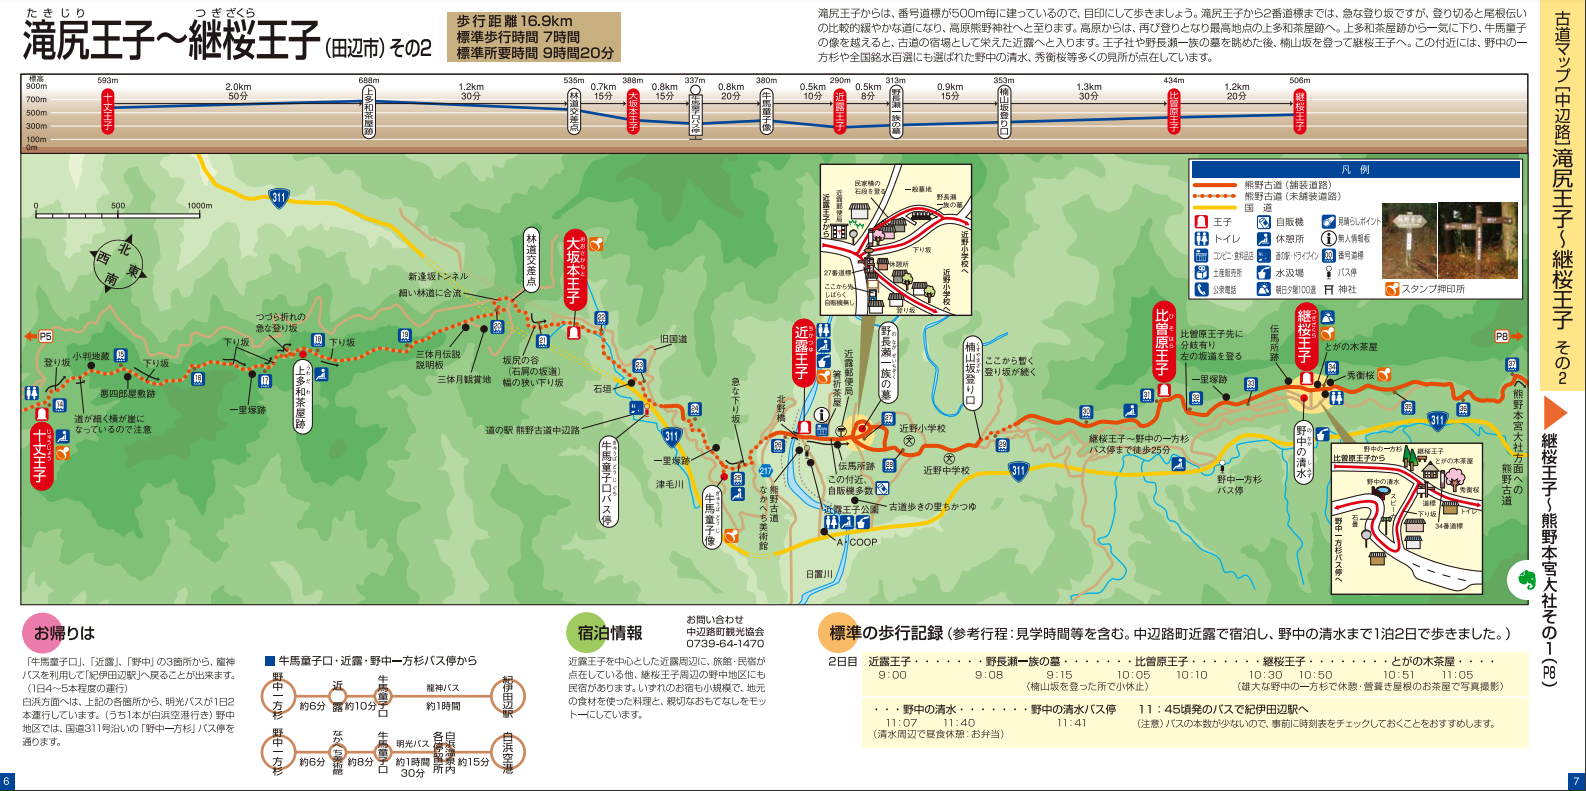 たきじり つぎざくら
滝尻王子～継桜王子(田辺市) その2
歩行距離16.9km
標準歩行時間 7時間
標準所要時間 9時間20分
滝尻王子からは、番号道標が500m毎に建っているので、目印にして歩きましょう。滝尻王子から2番道標までは、急な登り坂ですが、登り切ると尾根伝い
の比較的緩やかな道になり、高原熊野神社へと至ります。高原からは、再び登りとなり最高地点の上多和茶屋跡へ。上多和茶屋跡から一気に下り、牛馬童子
の像を越えると、古道の宿場として栄えた近露へと入ります。王子社や野長瀬一族の墓を眺めた後、楠山坂を登って継桜王子へ。この付近には、野中の一
方杉や全国銘水百選にも選ばれた野中の清水、秀衡桜等多くの見所が点在しています。
古道マップ[中辺路]滝尻王子～継桜王子 その2
継桜王子～熊野本宮大社その1(P8)
標高
900m
700m
500m
300m
100m
0m
593m 688m 535m 388m 337m 380m 290m 313m 353m 434m 506m
2.0km 1.2km 0.7km 0.8km 0.8km 0.5km 0.5km 0.9km 1.3km 1.2km
50分 30分 15分 15分 20分 10分 8分 15分 30分 20分
十丈王子
上多和茶屋跡
林道交差点
大坂本王子
牛馬童子口バス停
牛馬童子像
近露王子
野長瀬一族の墓
楠山坂登り口
比曽原王子
継桜王子
0 500 1000m
北
東
南
西
311
凡 例
熊野古道(舗装道路)
熊野古道(未舗装道路)
国 道
王子 自販機 見晴らしポイント
トイレ 休憩所 無人情報板
コンビニ・食料品店 道の駅・ドライブイン 番号道標
土産販売所 水汲場 バス停
公衆電話 朝日夕陽100選 神社 スタンプ押印所
P5
P8
登り坂
小判地蔵
悪四郎屋敷跡
下り坂
道が細く横が崖に
なっているので注意
じゅうじょう
十丈王子
下り坂
一里塚跡
つづら折れの
急な登り坂
下り坂
上多和茶屋跡
新逢坂トンネル
細い林道に合流
三体月伝説
説明板
三体月観賞地
林道交差点
おおさかもと
大坂本王子
坂尻の谷
(石屑の坂道)
幅の狭い下り坂
石垣
旧国道
道の駅 熊野古道中辺路
牛馬童子口バス停
311
一里塚跡
津毛川
急な下り坂
牛馬童子像
217
熊野古道
なかへち美術館
北野橋
近露王子
箸折茶屋
近露郵便局
野長瀬一族の墓
伝馬所跡
この付近、
自販機多数
近露王子公園
古道歩きの里ちかつゆ
A・COOP
日置川
近野小学校
近野中学校
文
楠山坂登り口
ここから暫く
登り坂が続く
311
継桜王子～野中の一方杉
バス停まで徒歩25分
ひそはら
比曽原王子
比曽原王子先に
分岐有り
左の坂道を登る
一里塚跡
野中一方杉
バス停
伝馬所跡
つぎざくら
継桜王子
とがの木茶屋
秀衡桜
野中の清水
311
熊野本宮大社方面への
熊野古道
民家横の
石段を登る
一般墓地
野長瀬
一族の墓
近露郵便局
近露王子から
近野小学校へ
近野小学校
下り坂
休憩所
27番道標
ここから先
しばらく
自販機無し
登り坂
比曽原王子から
野中の一方杉
継桜王子
とがの木茶屋
野中の清水
秀衡桜
道標
トイレ
下り坂
34番道標
石畳
野中一方杉バス停へ
お帰りは
「牛馬童子口」、「近露」、「野中」の3箇所から、龍神
バスを利用して「紀伊田辺駅」へ戻ることが出来ます。
(1日4～5本程度の運行)
白浜方面へは、上記の各箇所から、明光バスが1日2
本運行しています。(うち1本が白浜空港行き)野中
地区では、国道311号沿いの「野中一方杉」バス停を
通ります。
牛馬童子口・近露・野中一方杉バス停から
野中一方杉 約6分 近露 約10分 牛馬童子口 龍神バス 約1時間 紀伊田辺駅
野中一方杉 約6分 なかへち美術館 約8分 牛馬童子口 明光バス 約1時間30分 白浜温泉内各停留所 約15分 白浜空港
宿泊情報
お問い合わせ
中辺路町観光協会
0739-64-1470
近露王子を中心とした近露周辺に、旅館・民宿が
点在している他、継桜王子周辺の野中地区にも
民宿があります。いずれのお宿も小規模で、地元
の食材を使った料理と、親切なおもてなしをモッ
トーにしています。
標準の歩行記録(参考行程:見学時間等を含む。中辺路町近露で宿泊し、野中の清水まで1泊2日で歩きました。)
2日目 近露王子・・・・・・・野長瀬一族の墓・・・・・・・比曽原王子・・・・・・・継桜王子・・・・・・・・とがの木茶屋・・・・
9:00 9:08 9:15 10:05 10:10 10:30 10:50 10:51 11:05
(楠山坂を登った所で小休止) (雄大な野中の一方杉で休憩・萱葺き屋根のお茶屋で写真撮影)
・・・野中の清水・・・・・・・野中の清水バス停 11:45頃発のバスで紀伊田辺駅へ
11:07 11:40 11:41 (注意)バスの本数が少ないので、事前に時刻表をチェックしておくことをおすすめします。
(清水周辺で昼食休憩:お弁当)
6
7